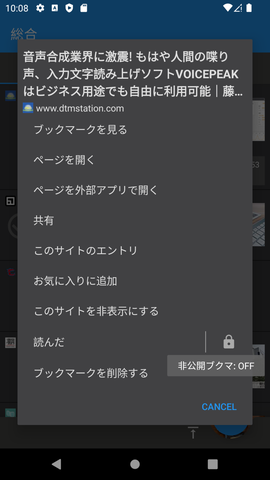 10:08
総合
音声合成業界に激震! もはや人間の喋り
声、入力文字読み上げソフトVOICEPEAK
はビジネス用途でも自由に利用可能｜藤…
www.dtmstation.com
ブックマークを見る
ページを開く
ページを外部アプリで開く
共有
このサイトのエントリ
お気に入りに追加
このサイトを非表示にする
読んだ
非公開ブクマ: OFF
ブックマークを削除する
CANCEL